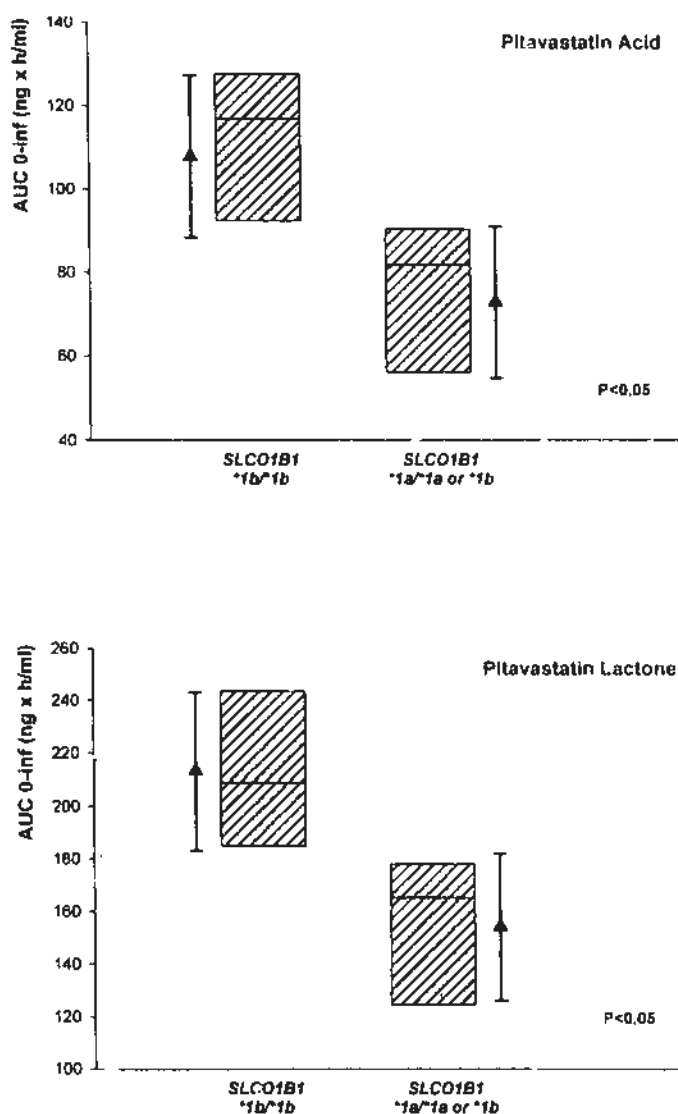 Pitavastatin Acid
AUC 0-inf (ng x h/ml)
140
120
100
80
60
40
P<0,05
SLCO1B1
*1b/*1b
SLCO1B1
*1a/*1a or *1b
Pitavastatin Lactone
AUC 0-inf (ng x h/ml)
260
240
220
200
180
160
140
120
100
P<0,05
SLCO1B1
*1b/*1b
SLCO1B1
*1a/*1a or *1b